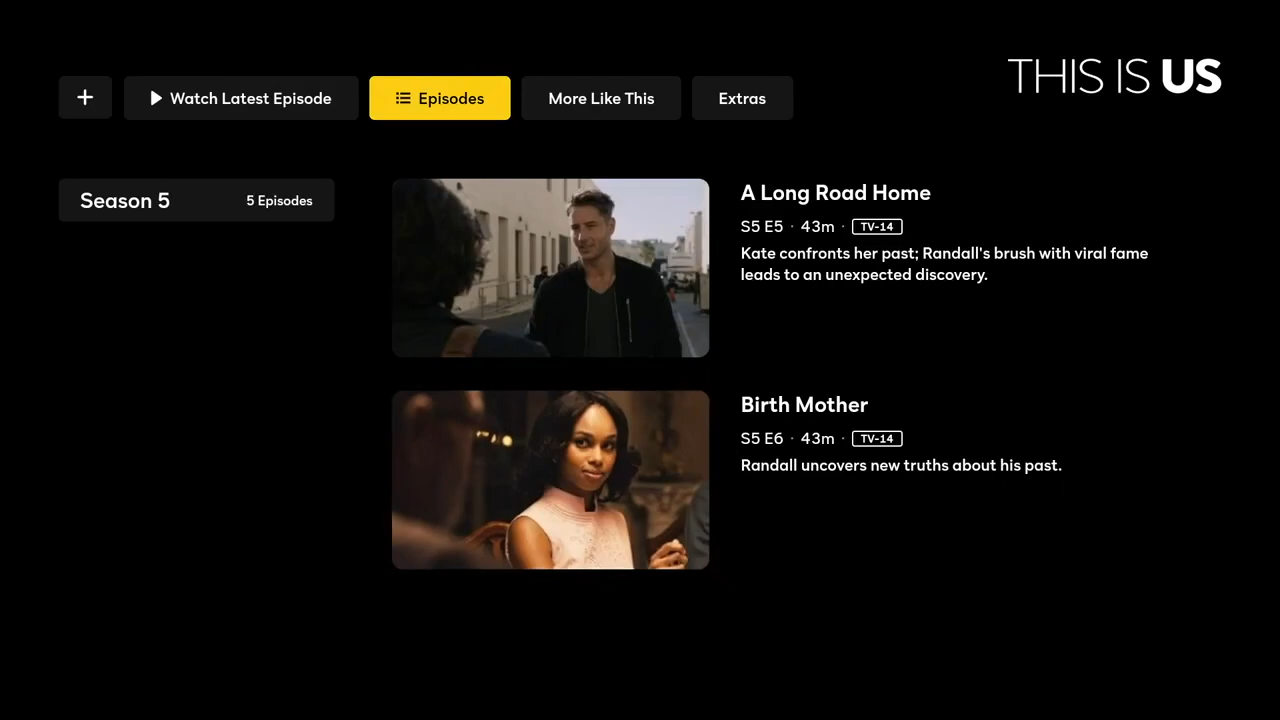 THIS IS US
+
Watch Latest Episode
Episodes
More Like This
Extras
Season 5
5 Episodes
A Long Road Home
S5 E5 · 43m · TV-14
Kate confronts her past; Randall's brush with viral fame
leads to an unexpected discovery.
Birth Mother
S5 E6 · 43m · TV-14
Randall uncovers new truths about his past.